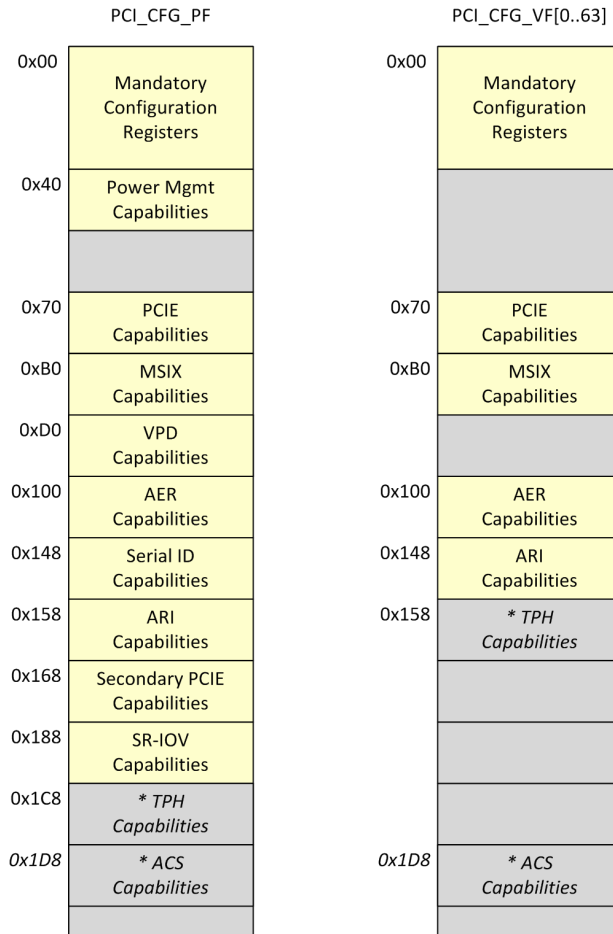 PCI_CFG_PF
0x00
Mandatory
Configuration
Registers
0x40
Power Mgmt
Capabilities
0x70
PCIE
Capabilities
0xB0
MSIX
Capabilities
0xD0
VPD
Capabilities
0x100
AER
Capabilities
0x148
Serial ID
Capabilities
0x158
ARI
Capabilities
0x168
Secondary PCIE
Capabilities
0x188
SR-IOV
Capabilities
0x1C8
* TPH
Capabilities
0x1D8
* ACS
Capabilities
PCI_CFG_VF[0..63]
0x00
Mandatory
Configuration
Registers
0x70
PCIE
Capabilities
0xB0
MSIX
Capabilities
0x100
AER
Capabilities
0x148
ARI
Capabilities
0x158
* TPH
Capabilities
0x1D8
* ACS
Capabilities